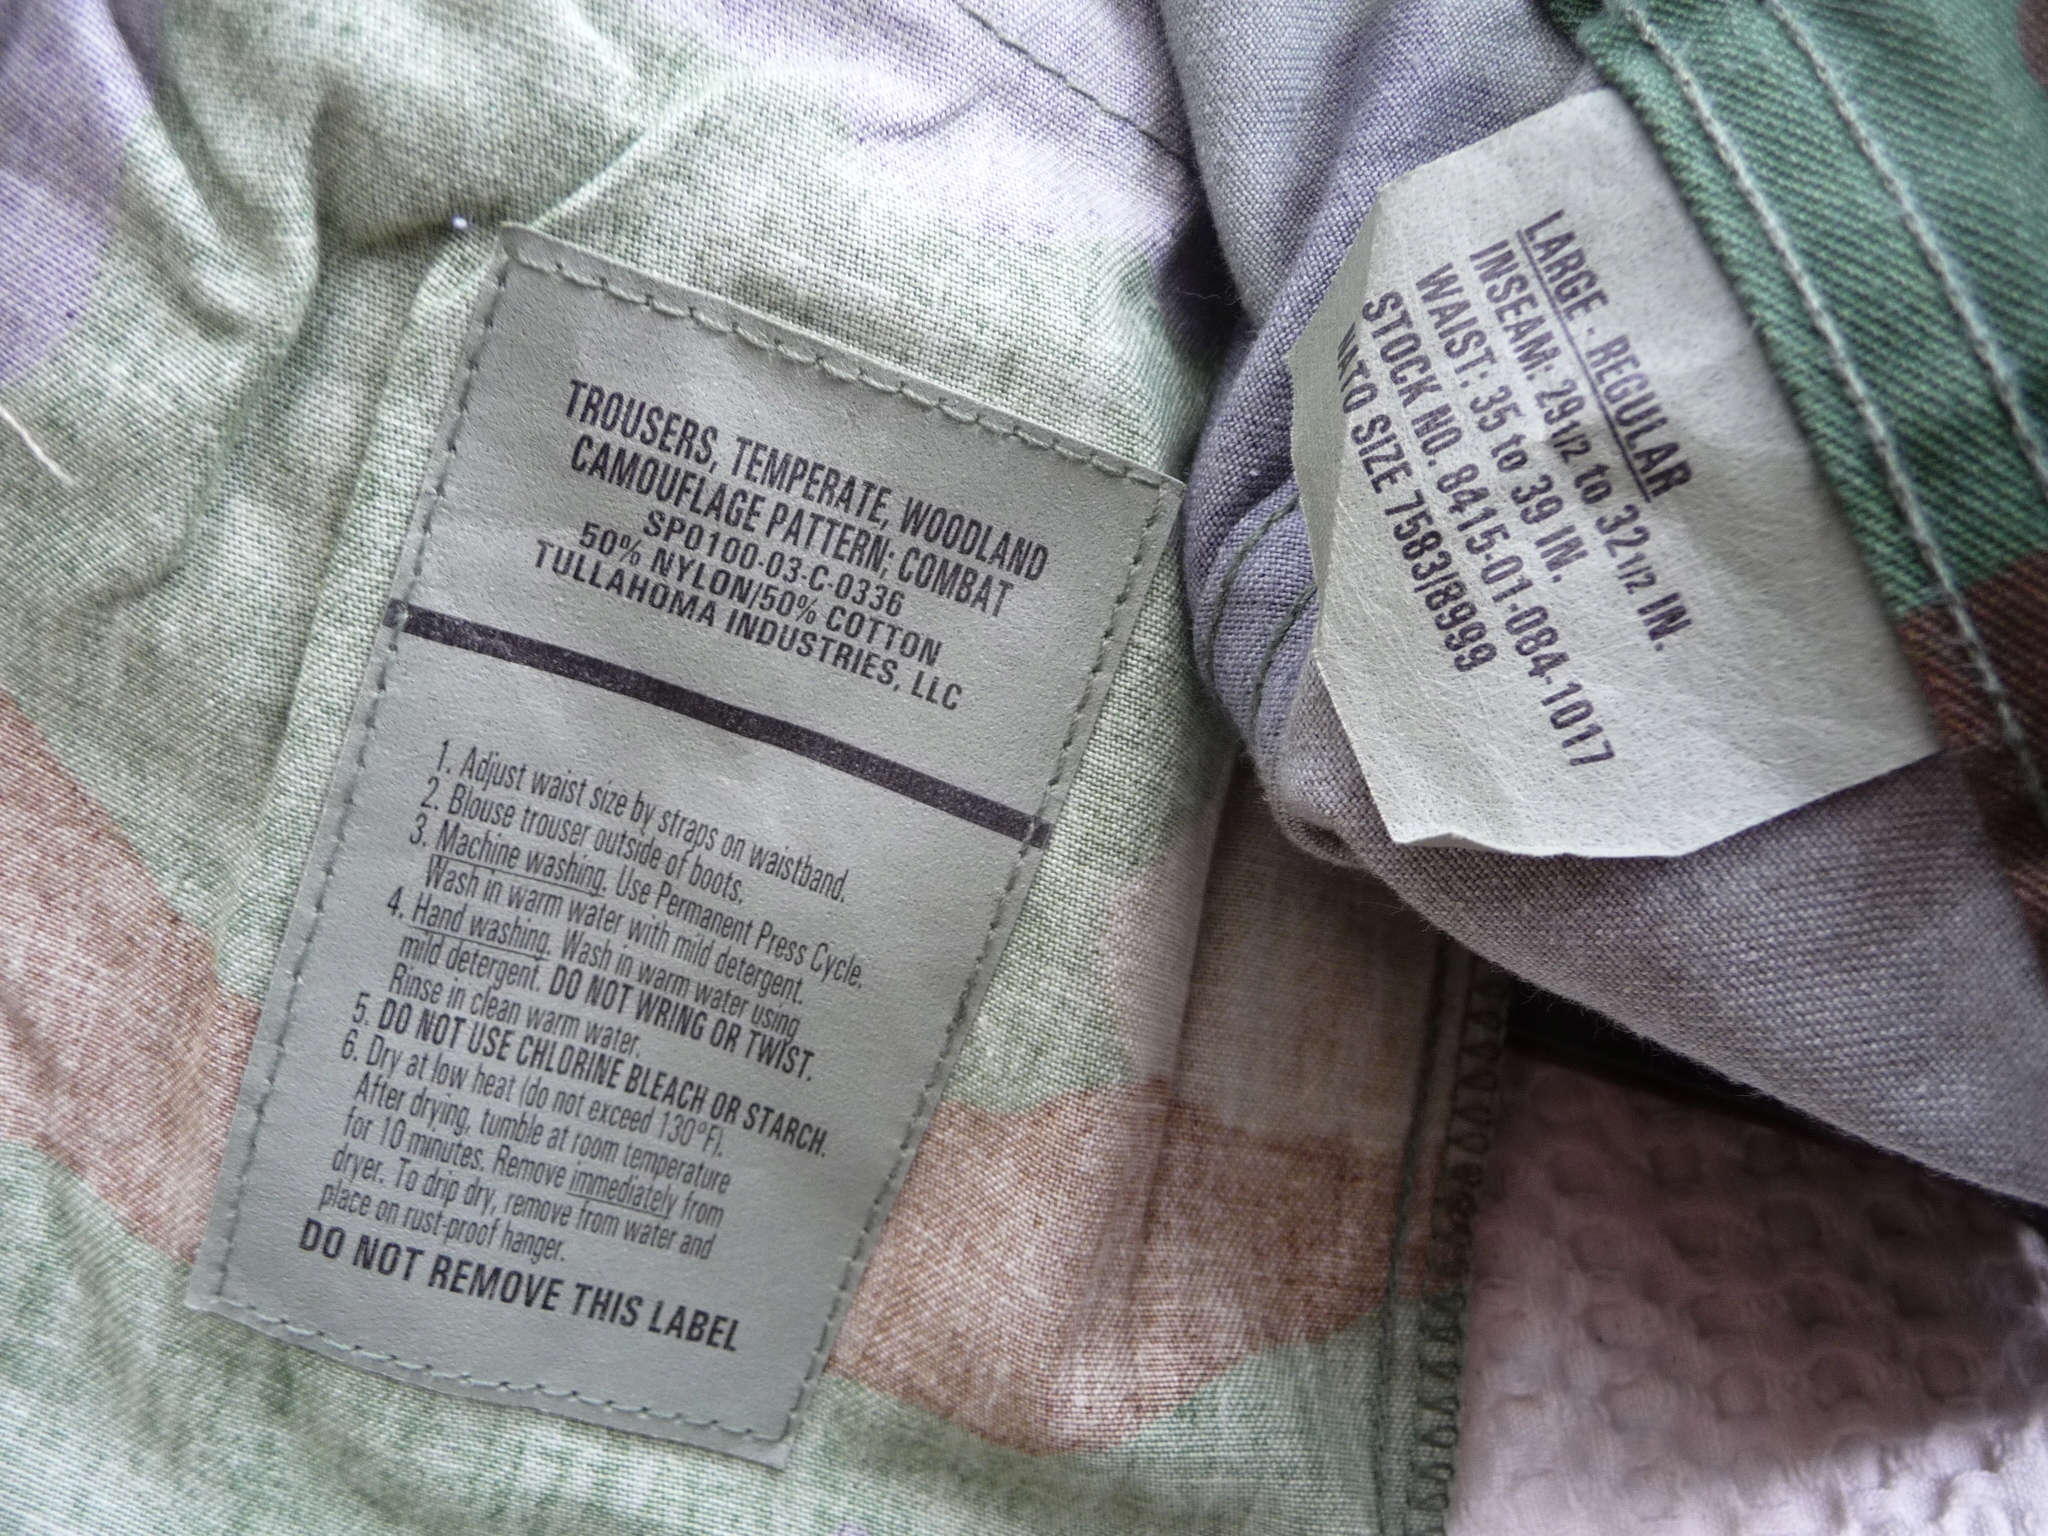 TROUSERS, TEMPERATE, WOODLAND
CAMOUFLAGE PATTERN; COMBAT
SP0100-03-C-0336
50% NYLON/50% COTTON
TULLAHOMA INDUSTRIES, LLC
1. Adjust waist size by straps on waistband.
2. Blouse trouser outside of boots.
3. Machine washing. Use Permanent Press Cycle.
Wash in warm water with mild detergent.
4. Hand washing. Wash in warm water using
mild detergent. DO NOT WRING OR TWIST.
Rinse in clean warm water.
5. DO NOT USE CHLORINE BLEACH OR STARCH.
6. Dry at low heat (do not exceed 130°F).
After drying, tumble at room temperature
for 10 minutes. Remove immediately from
dryer. To drip dry, remove from water and
place on rust-proof hanger.
DO NOT REMOVE THIS LABEL
LARGE - REGULAR
INSEAM: 29 1/2 to 32 1/2 IN.
WAIST: 35 to 39 IN.
STOCK NO. 8415-01-084-1017
NATO SIZE 7583/8999